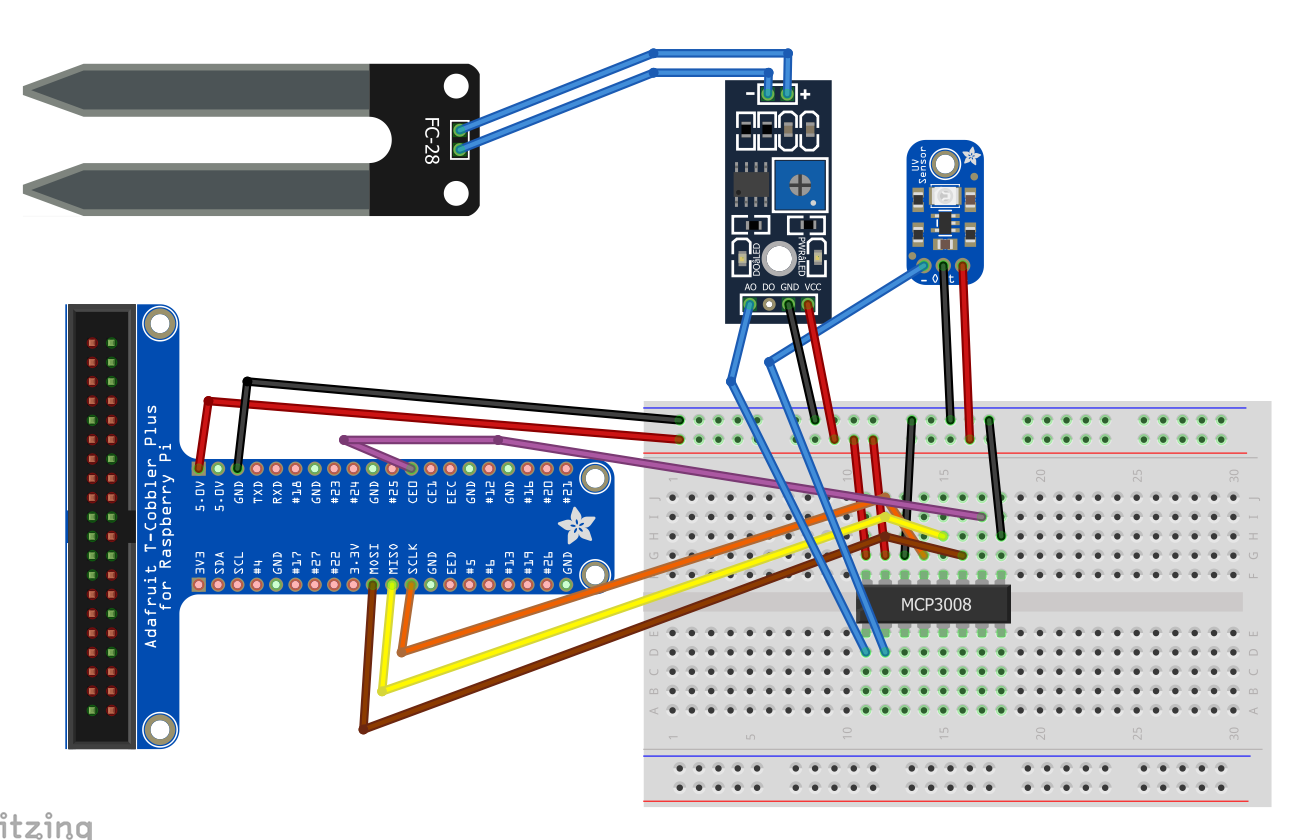 FC-28
- +
DOâLED
PWRâLED
AO DO GND VCC
UV
Sensor
- Out +
Adafruit T-Cobbler Plus
for Raspberry Pi
5.0V 5.0V GND TXD RXD #18 GND #23 #24 GND #25 CE0 CE1 EEC GND #12 GND #16 #20 #21
3V3 SDA SCL #4 GND #17 #27 #22 3.3V MOSI MISO SCLK GND EED #5 #6 #13 #19 #26 GND
1 10 15 20 25 30
J J
I I
H H
G G
F F
MCP3008
E E
D D
C C
B B
A A
1 5 10 15 20 25 30
itzing